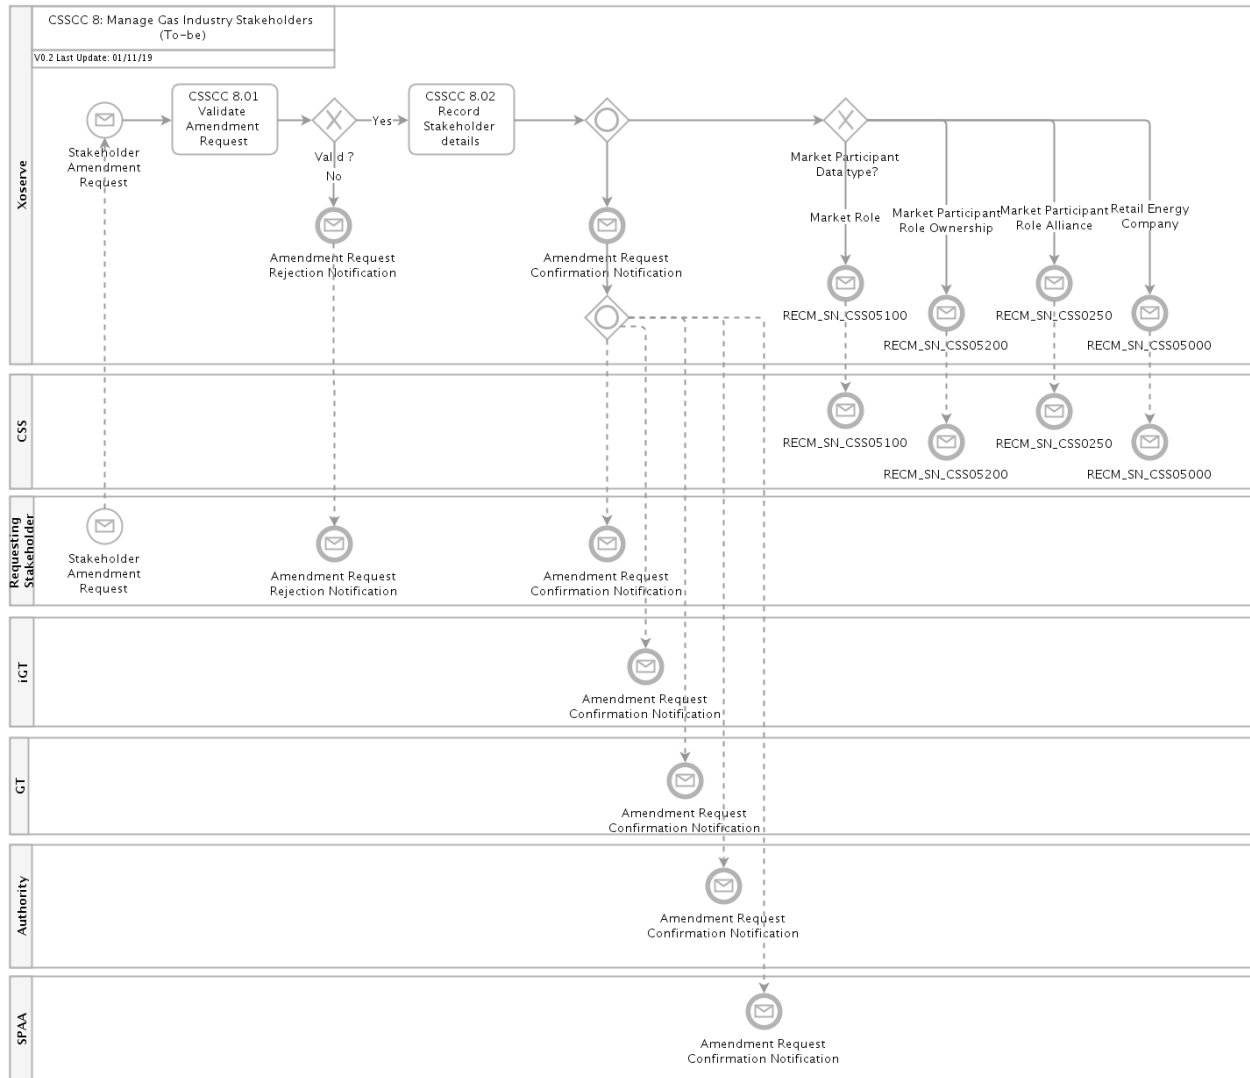 CSSCC 8: Manage Gas Industry Stakeholders
(To-be)
V0.2 Last Update: 01/11/19
Xoserve
Stakeholder
Amendment
Request
CSSCC 8.01
Validate
Amendment
Request
Valid ?
Yes
No
CSSCC 8.02
Record
Stakeholder
details
Amendment Request
Rejection Notification
Amendment Request
Confirmation Notification
Market Participant
Data type?
Market Role
Market Participant
Role Ownership
Market Participant
Role Alliance
Retail Energy
Company
RECM_SN_CSS05100
RECM_SN_CSS05200
RECM_SN_CSS0250
RECM_SN_CSS05000
CSS
RECM_SN_CSS05100
RECM_SN_CSS05200
RECM_SN_CSS0250
RECM_SN_CSS05000
Requesting
Stakeholder
Stakeholder
Amendment
Request
Amendment Request
Rejection Notification
Amendment Request
Confirmation Notification
iGT
Amendment Request
Confirmation Notification
GT
Amendment Request
Confirmation Notification
Authority
Amendment Request
Confirmation Notification
SPAA
Amendment Request
Confirmation Notification